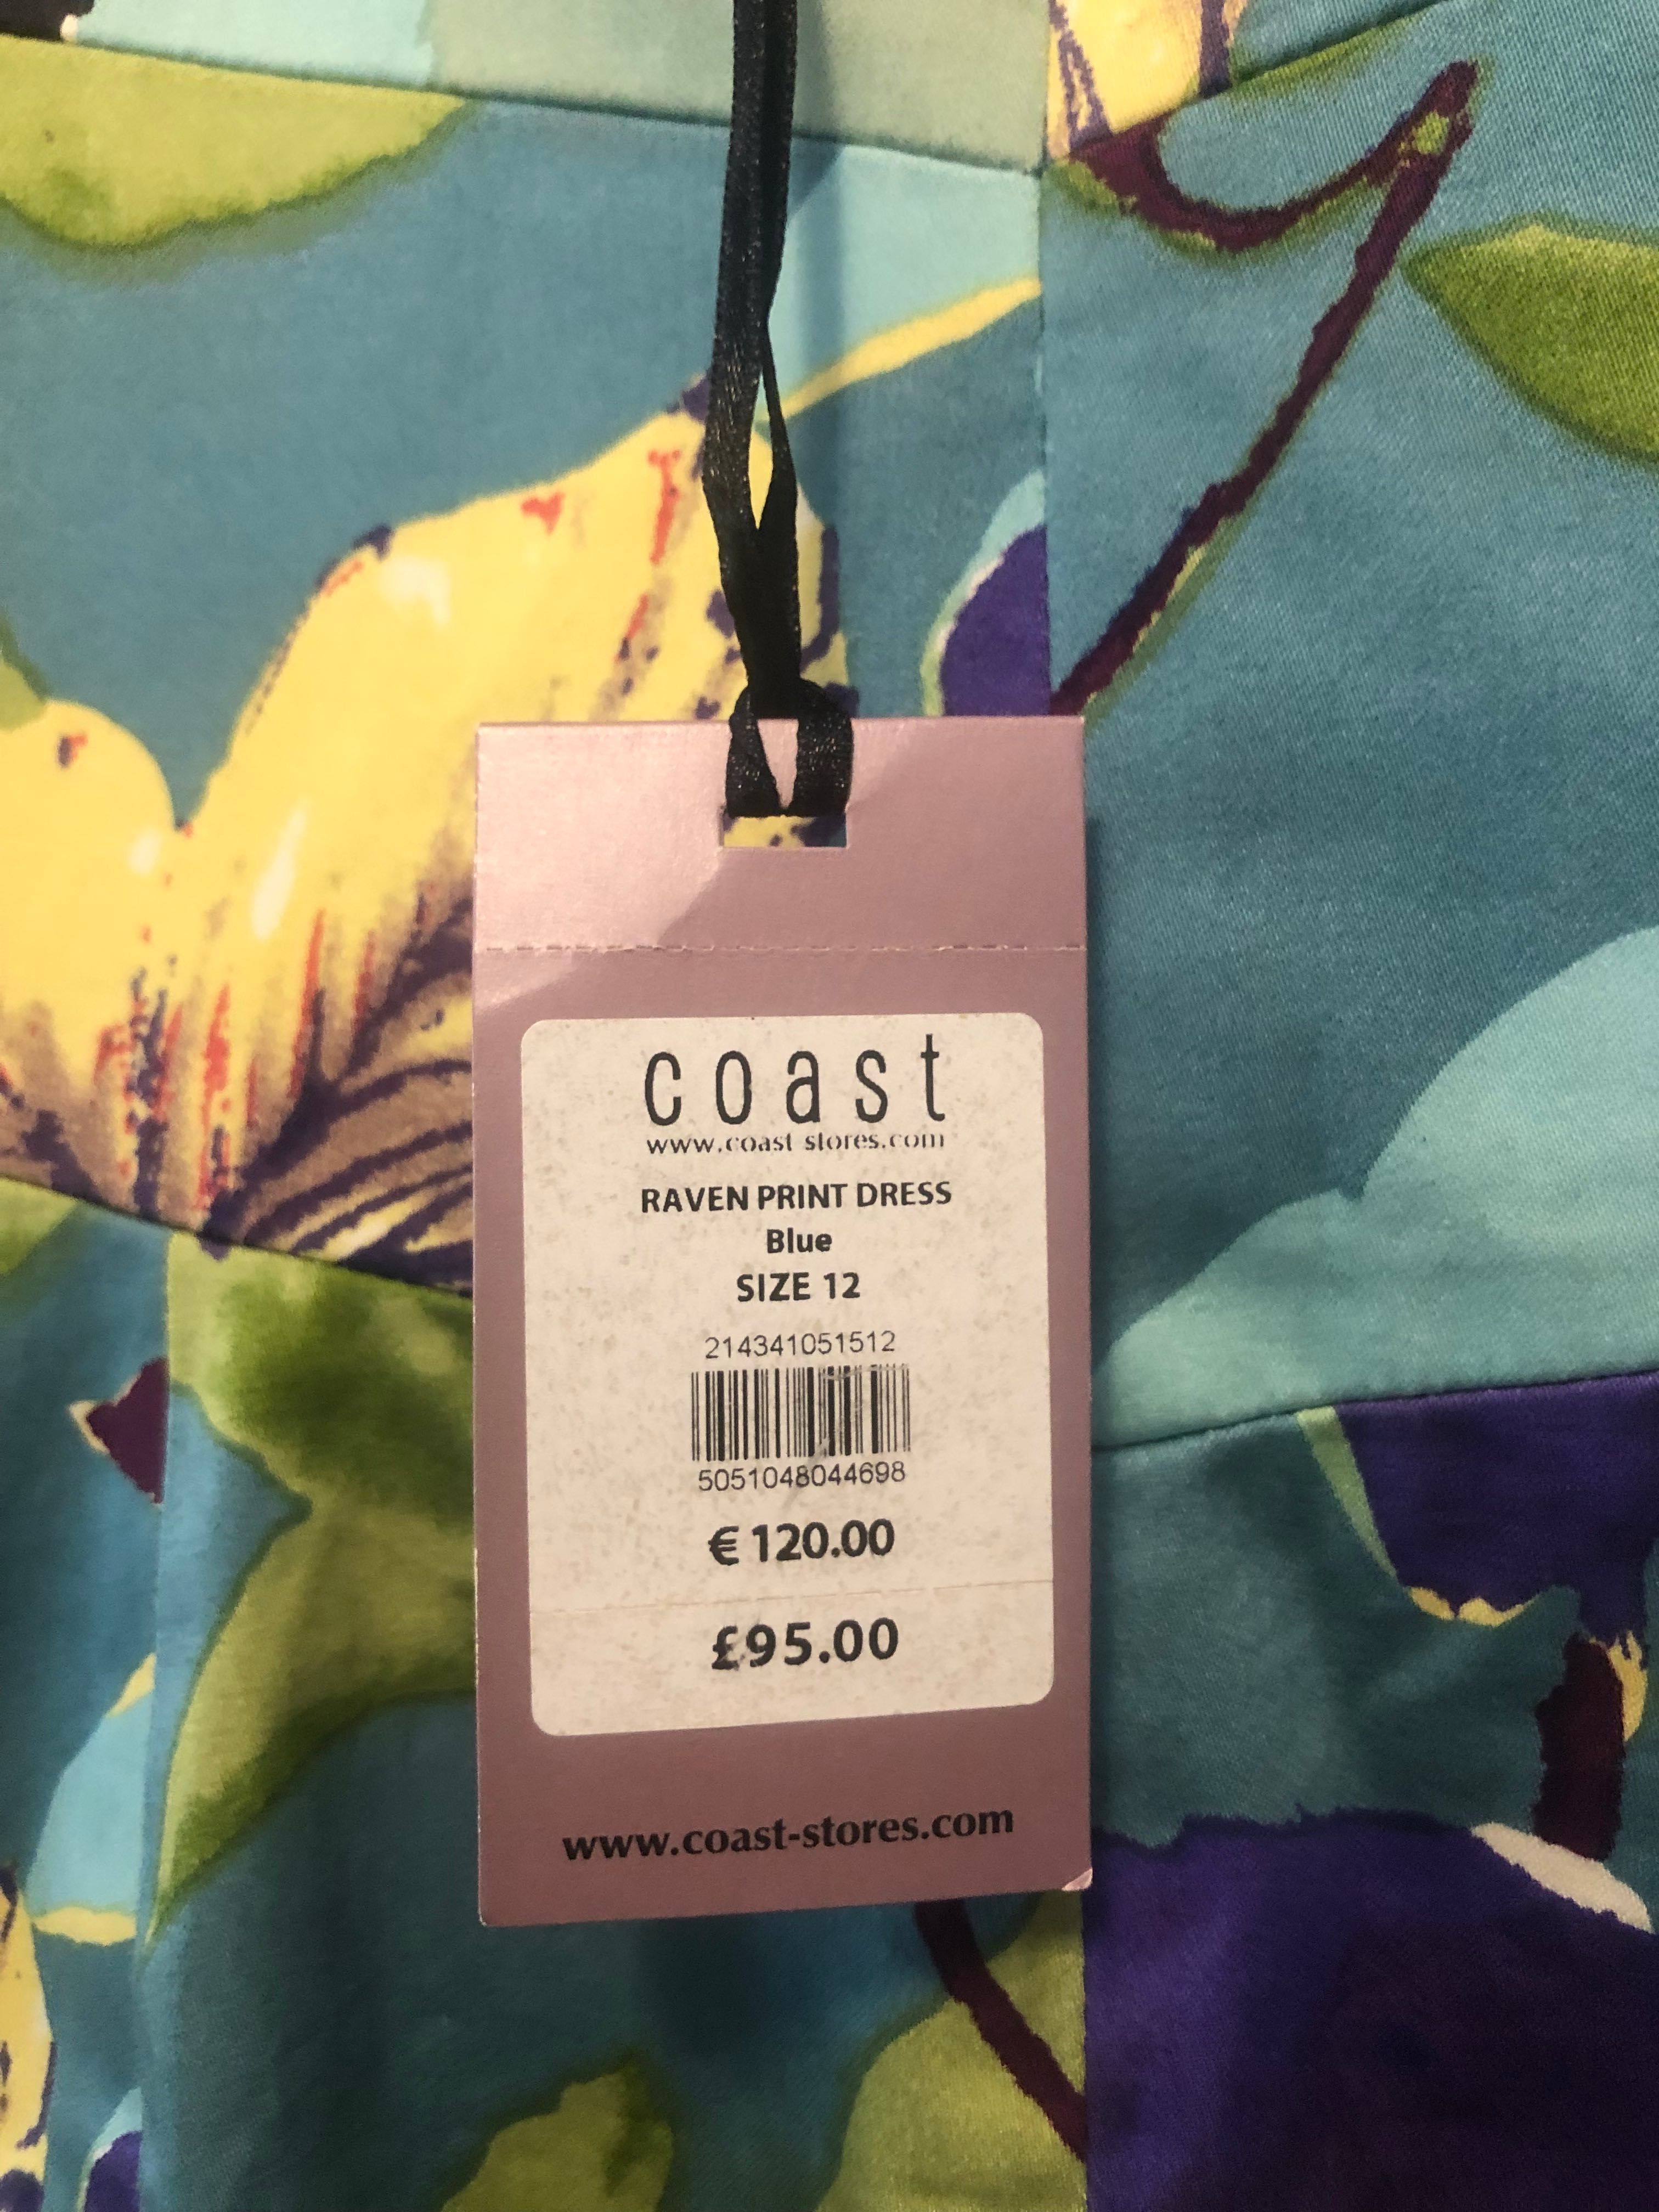 coast
www.coast-stores.com
RAVEN PRINT DRESS
Blue
SIZE 12
214341051512
5051048044698
€ 120.00
£95.00
www.coast-stores.com